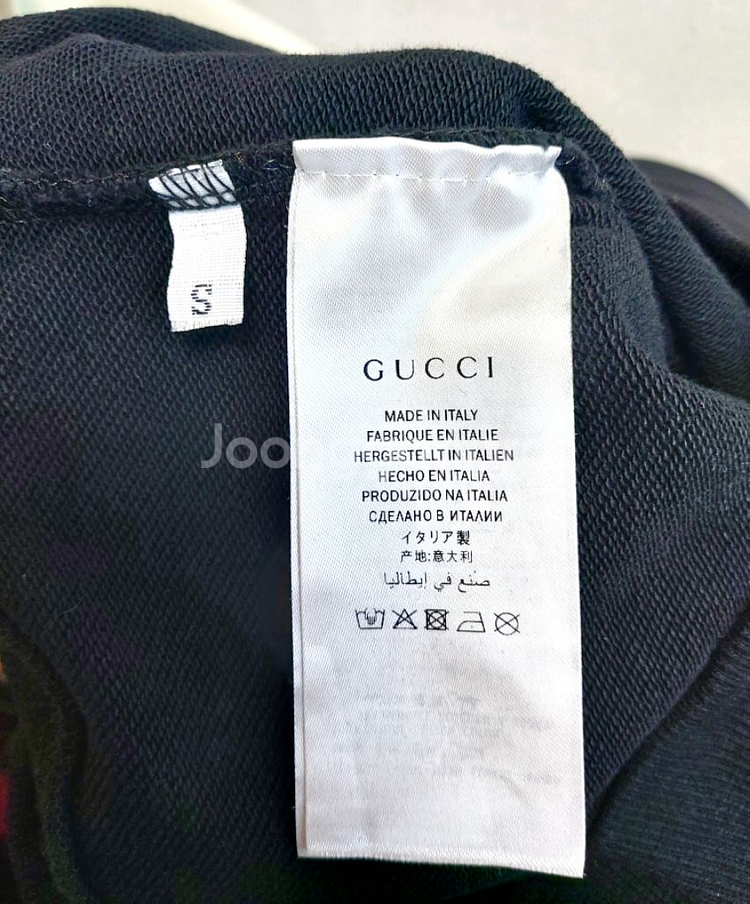 S
GUCCI
MADE IN ITALY
FABRIQUE EN ITALIE
HERGESTELLT IN ITALIEN
HECHO EN ITALIA
PRODUZIDO NA ITALIA
СДЕЛАНО В ИТАЛИИ
イタリア製
产地:意大利
صنع في إيطاليا